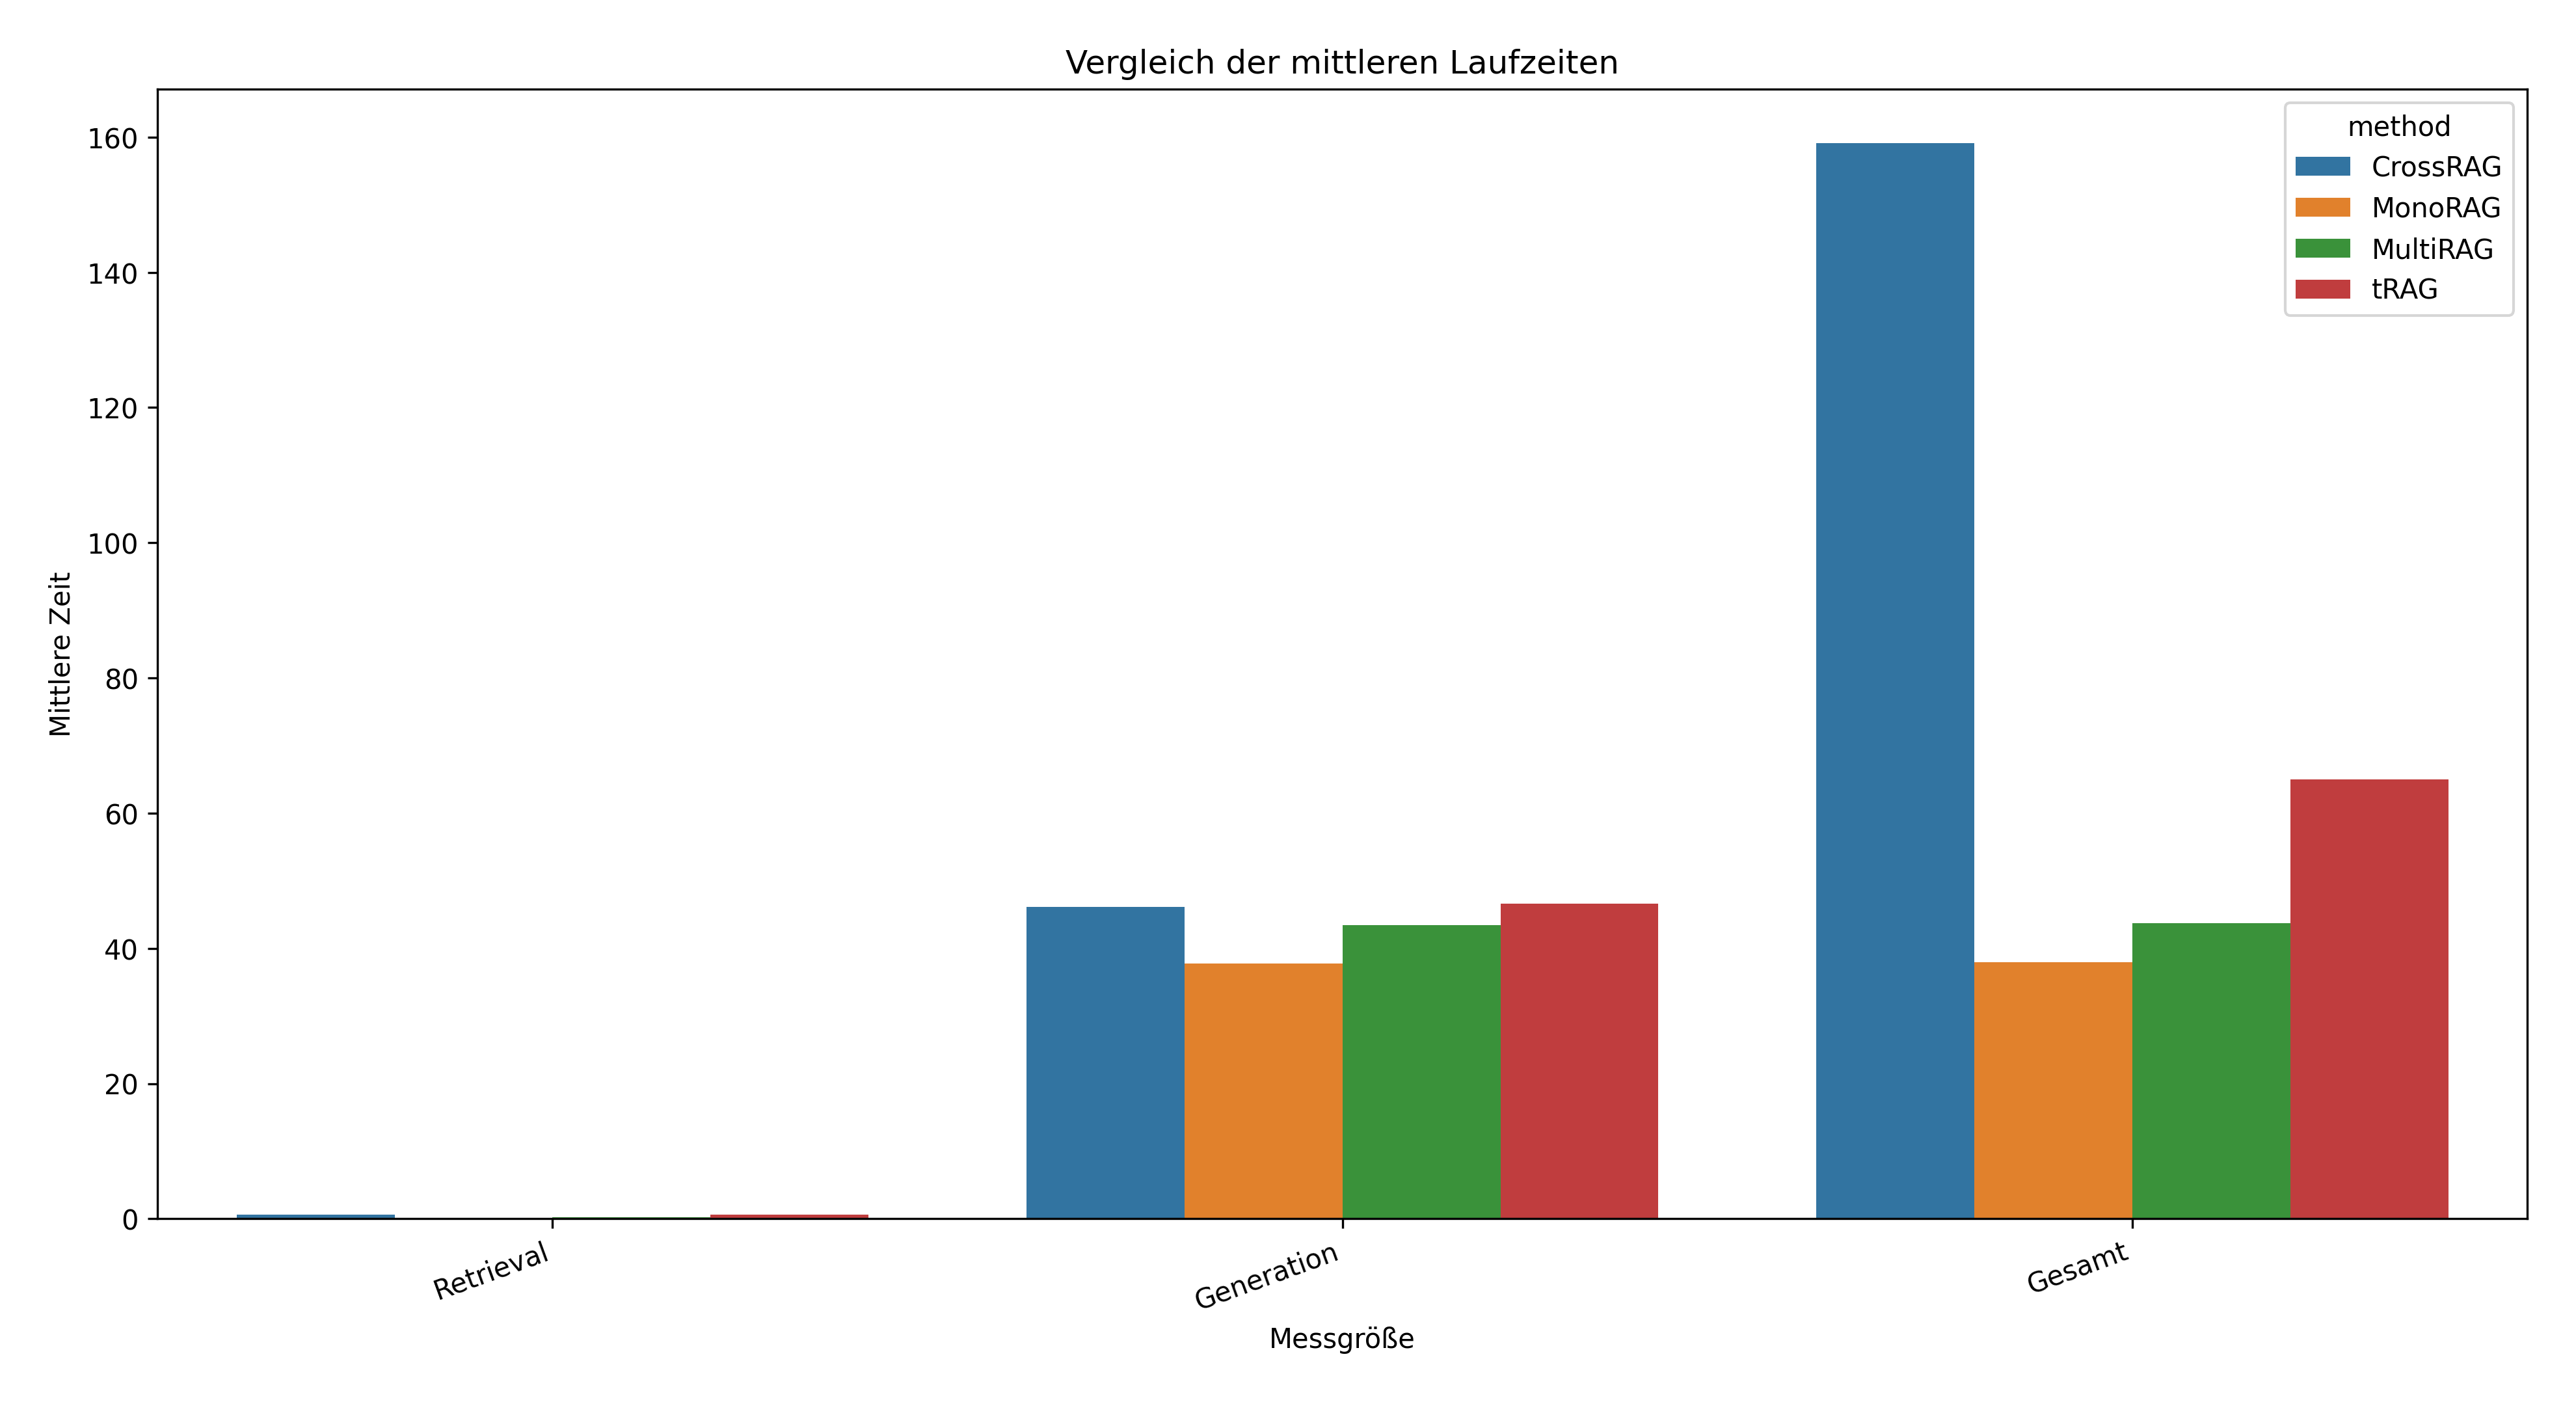 Vergleich der mittleren Laufzeiten
method
CrossRAG
MonoRAG
MultiRAG
tRAG
Mittlere Zeit
160
140
120
100
80
60
40
20
0
Retrieval
Generation
Gesamt
Messgröße